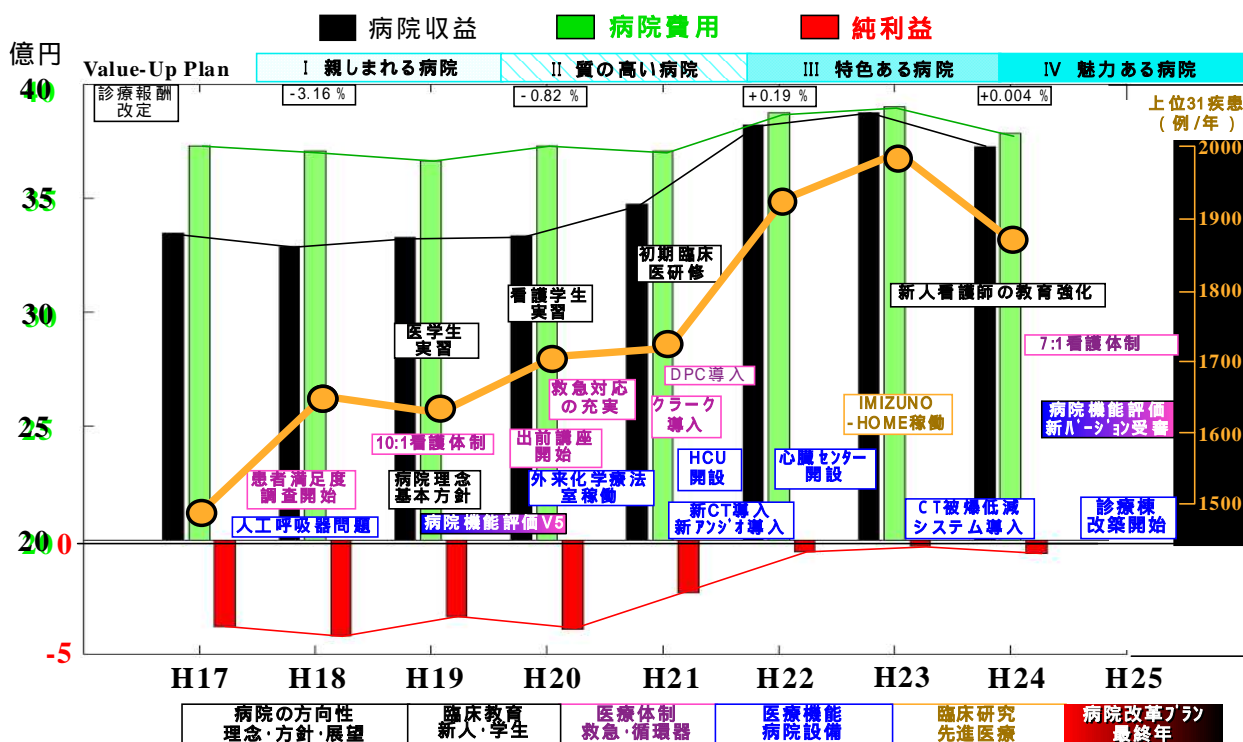 病院収益 病院費用 純利益
億円
Value-Up Plan Ⅰ 親しまれる病院 Ⅱ 質の高い病院 Ⅲ 特色ある病院 Ⅳ 魅力ある病院
診療報酬
改定
-3.16 % -0.82 % +0.19 % +0.004 %
上位31疾患
(例/年)
40
35
30
25
20
0
-5
2000
1900
1800
1700
1600
1500
初期臨床
医研修
看護学生
実習
新人看護師の教育強化
医学生
実習
7:1看護体制
DPC導入
救急対応
の充実
クラーク
導入
IMIZUNO
-HOME稼働
病院機能評価
新バージョン受審
10:1看護体制
出前講座
開始
HCU
開設
心臓センター
開設
患者満足度
調査開始
病院理念
基本方針
外来化学療法
室稼働
人工呼吸器問題
病院機能評価V5
新CT導入
新アンジオ導入
CT被爆低減
システム導入
診療棟
改築開始
H17 H18 H19 H20 H21 H22 H23 H24 H25
病院の方向性
理念・方針・展望
臨床教育
新人・学生
医療体制
救急・循環器
医療機能
病院設備
臨床研究
先進医療
病院改革プラン
最終年